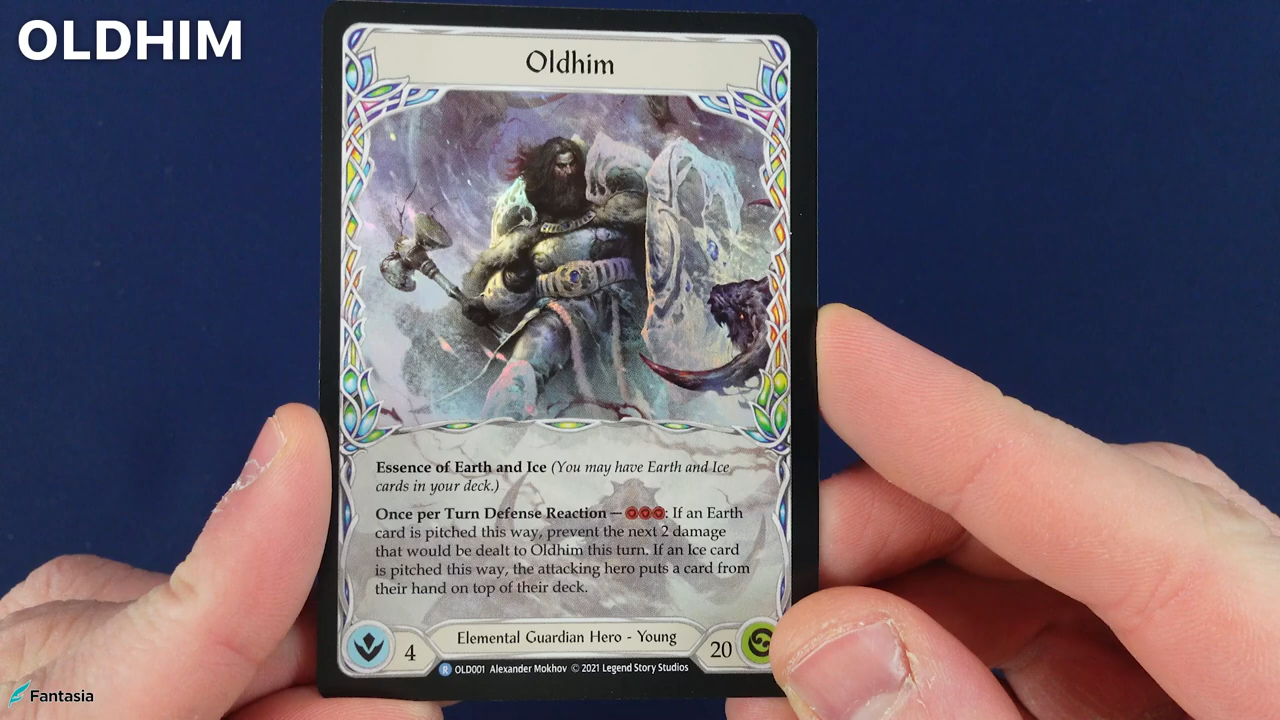 OLDHIM
Oldhim
Essence of Earth and Ice (You may have Earth and Ice
cards in your deck.)
Once per Turn Defense Reaction — : If an Earth
card is pitched this way, prevent the next 2 damage
that would be dealt to Oldhim this turn. If an Ice card
is pitched this way, the attacking hero puts a card from
their hand on top of their deck.
4
Elemental Guardian Hero - Young
20
R OLD001 Alexander Mokhov © 2021 Legend Story Studios
Fantasia